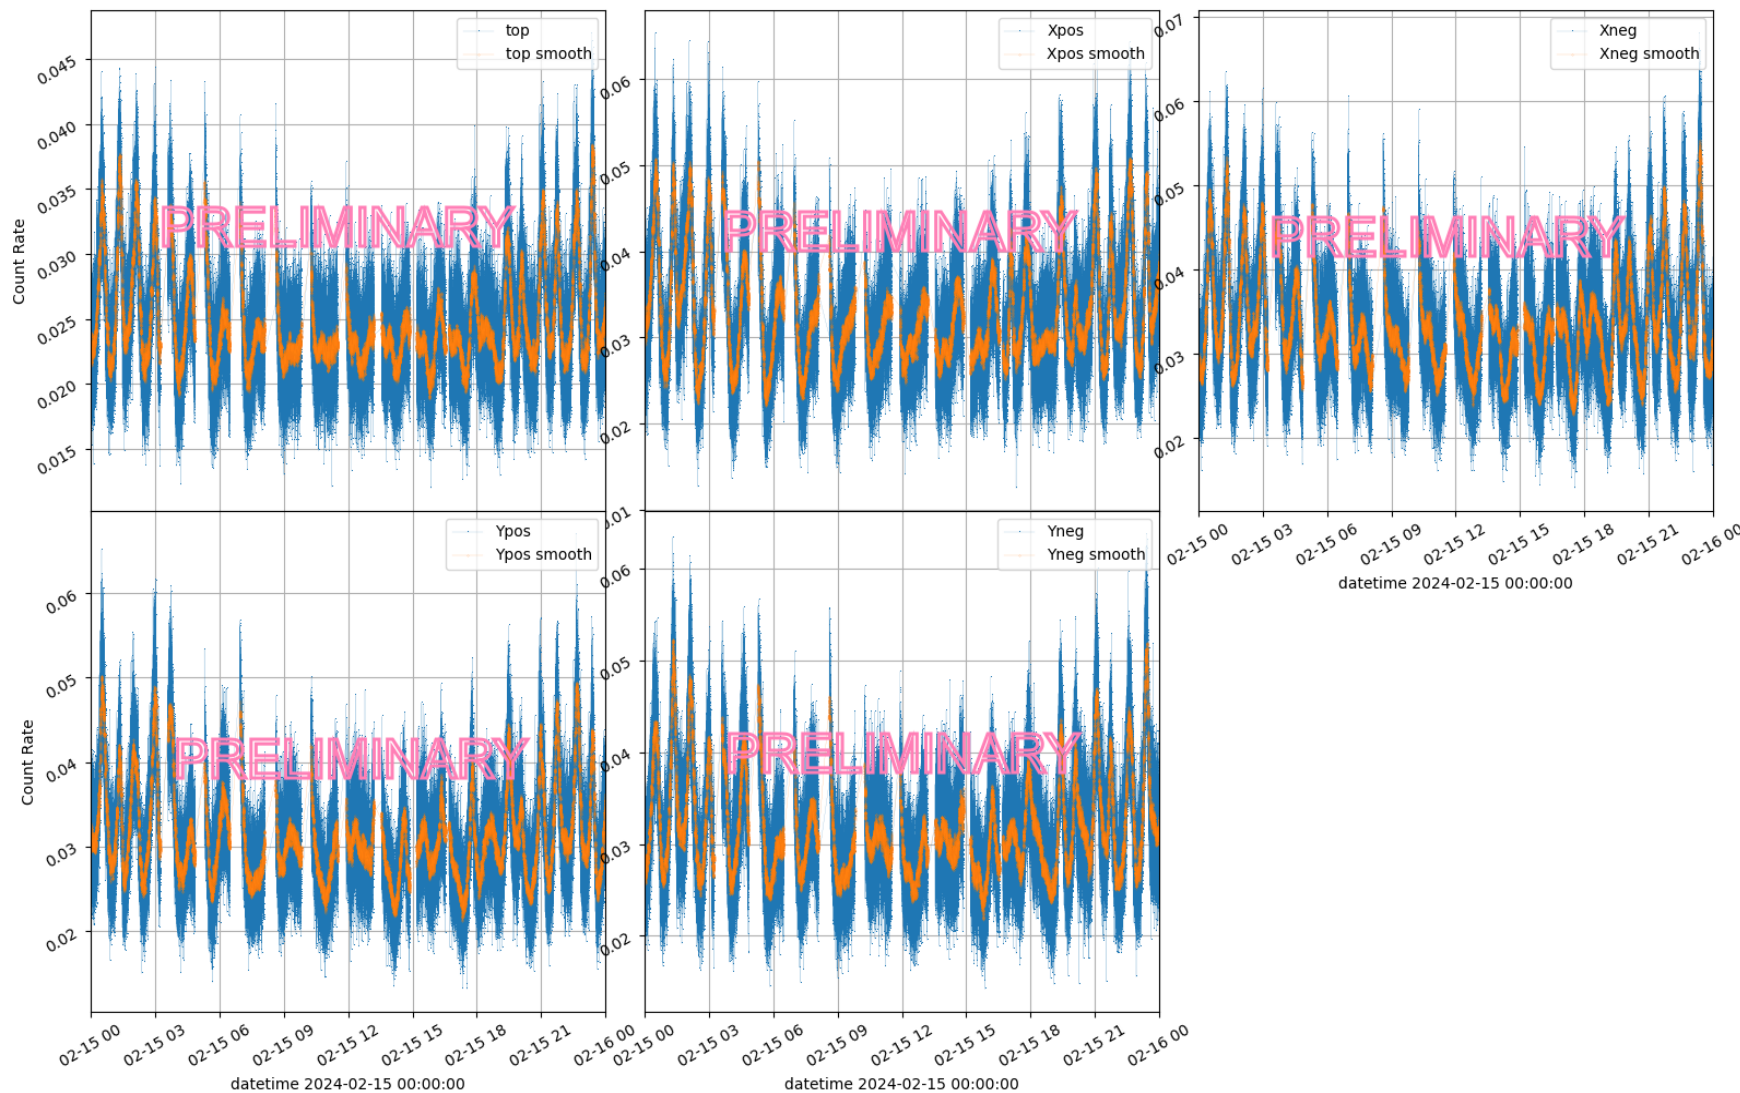 top
top smooth
0.045
0.040
0.035
0.030
0.025
0.020
0.015
Count Rate
PRELIMINARY
Xpos
Xpos smooth
0.06
0.05
0.04
0.03
0.02
0.01
PRELIMINARY
Xneg
Xneg smooth
0.07
0.06
0.05
0.04
0.03
0.02
PRELIMINARY
02-15 00 02-15 03 02-15 06 02-15 09 02-15 12 02-15 15 02-15 18 02-15 21 02-16 00
datetime 2024-02-15 00:00:00
Ypos
Ypos smooth
0.06
0.05
0.04
0.03
0.02
Count Rate
PRELIMINARY
02-15 00 02-15 03 02-15 06 02-15 09 02-15 12 02-15 15 02-15 18 02-15 21 02-16 00
datetime 2024-02-15 00:00:00
Yneg
Yneg smooth
0.06
0.05
0.04
0.03
0.02
PRELIMINARY
02-15 00 02-15 03 02-15 06 02-15 09 02-15 12 02-15 15 02-15 18 02-15 21 02-16 00
datetime 2024-02-15 00:00:00